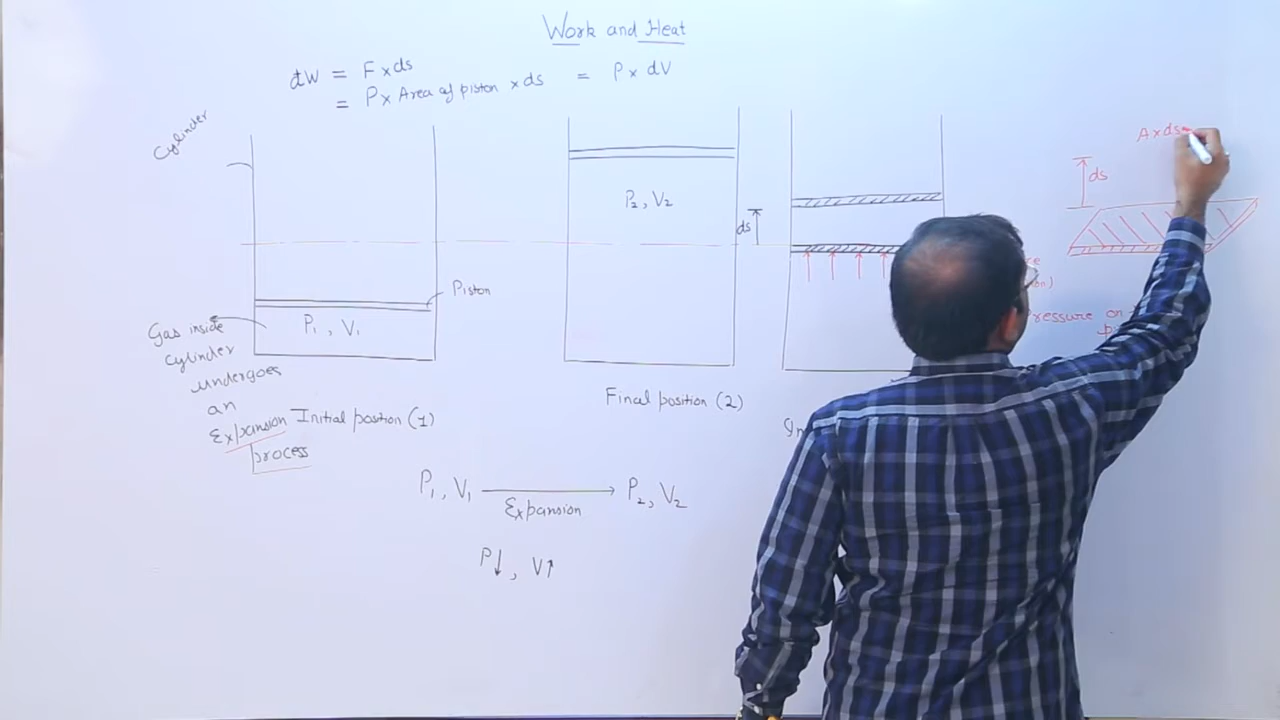 Work and Heat
dW = F x ds
= P x Area of piston x ds = P x dV
Cylinder
Piston
P₁, V₁
Gas inside
cylinder
undergoes
an
Expansion
process
Initial position (1)
P₂, V₂
Final position (2)
ds
A x ds
ds
Pressure on
P₁, V₁ → P₂, V₂
Expansion
P↓, V↑